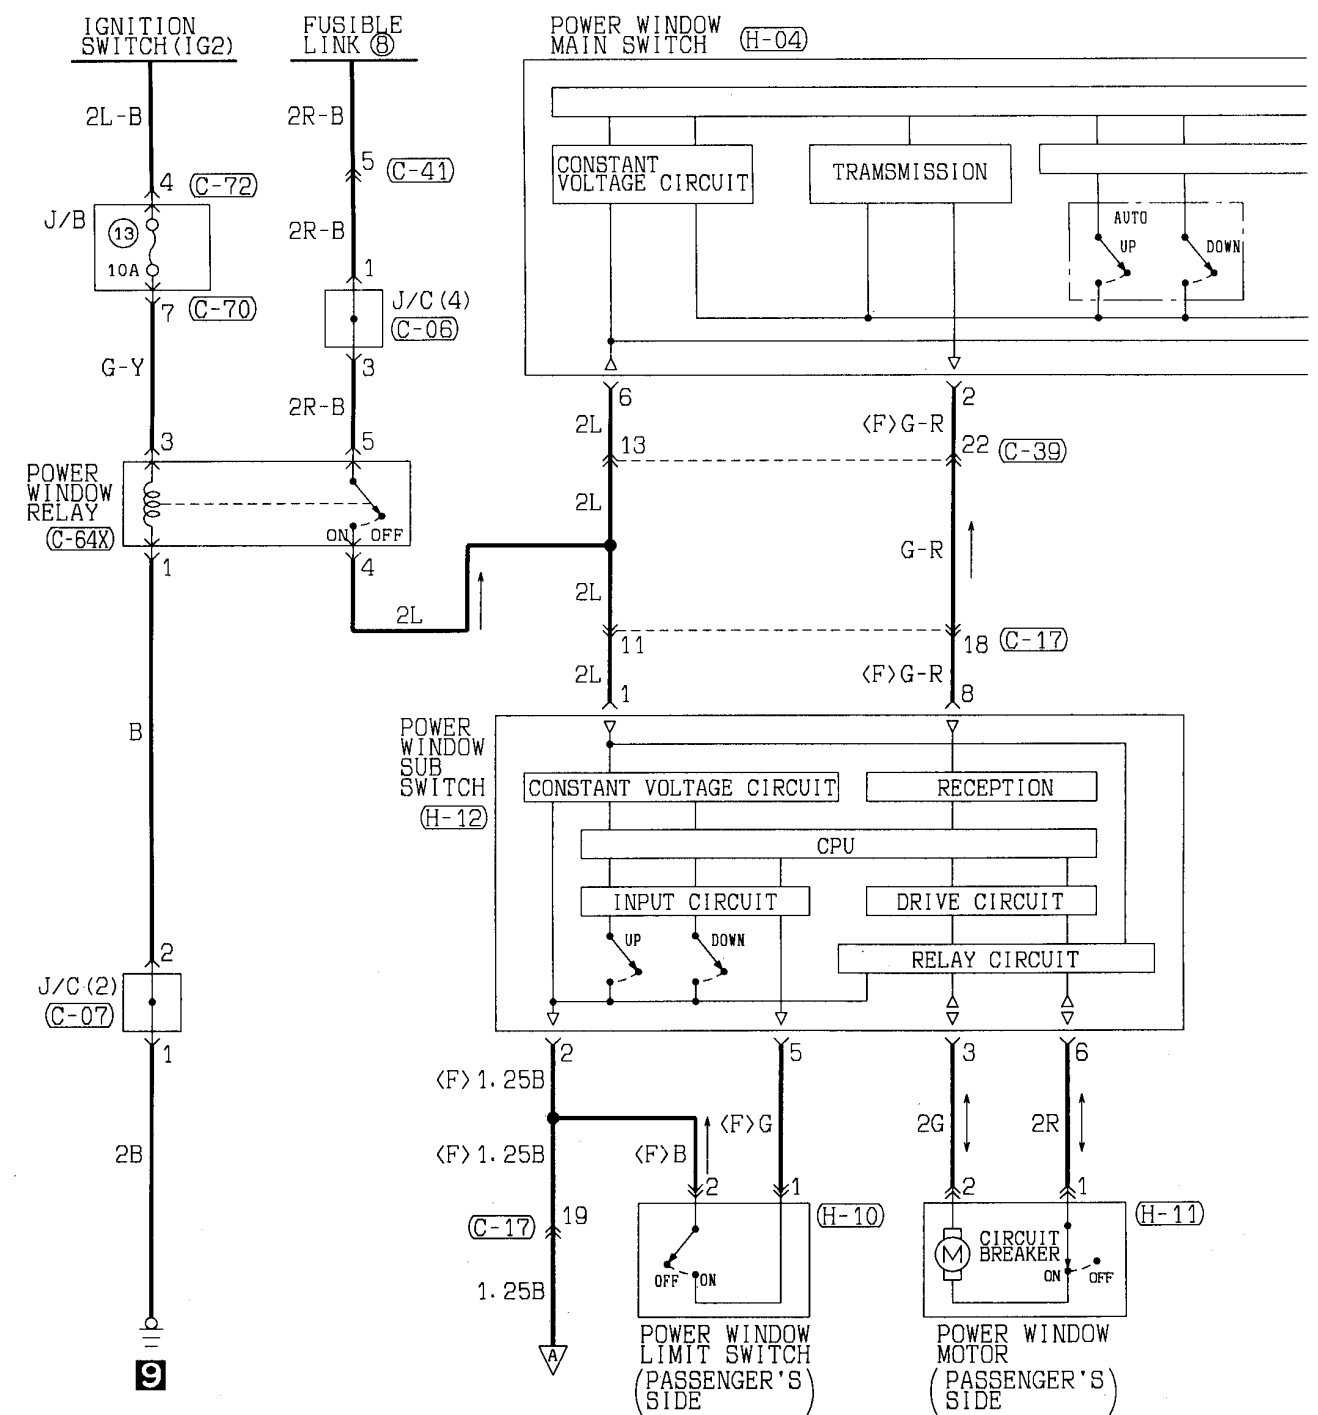 IGNITION
SWITCH(IG2)
FUSIBLE
LINK ⑧
POWER WINDOW
MAIN SWITCH
H-04
2L-B
2R-B
5
C-41
CONSTANT
VOLTAGE CIRCUIT
TRAMSMISSION
4
C-72
J/B
13
10A
2R-B
AUTO
UP
DOWN
1
7
C-70
J/C(4)
C-06
G-Y
3
2R-B
6
2
2L
<F>G-R
3
5
13
22
C-39
POWER
WINDOW
RELAY
C-64X
ON
OFF
2L
1
4
G-R
2L
2L
11
18
C-17
2L
<F>G-R
1
8
B
POWER
WINDOW
SUB
SWITCH
H-12
CONSTANT VOLTAGE CIRCUIT
RECEPTION
CPU
INPUT CIRCUIT
DRIVE CIRCUIT
UP
DOWN
RELAY CIRCUIT
2
J/C(2)
C-07
1
2
5
3
6
<F>1.25B
<F>G
2G
2R
2B
<F>1.25B
<F>B
2
1
H-10
2
1
H-11
C-17
19
M
CIRCUIT
BREAKER
OFF
ON
ON
OFF
1.25B
A
9
POWER WINDOW
LIMIT SWITCH
(PASSENGER'S
SIDE)
POWER WINDOW
MOTOR
(PASSENGER'S
SIDE)